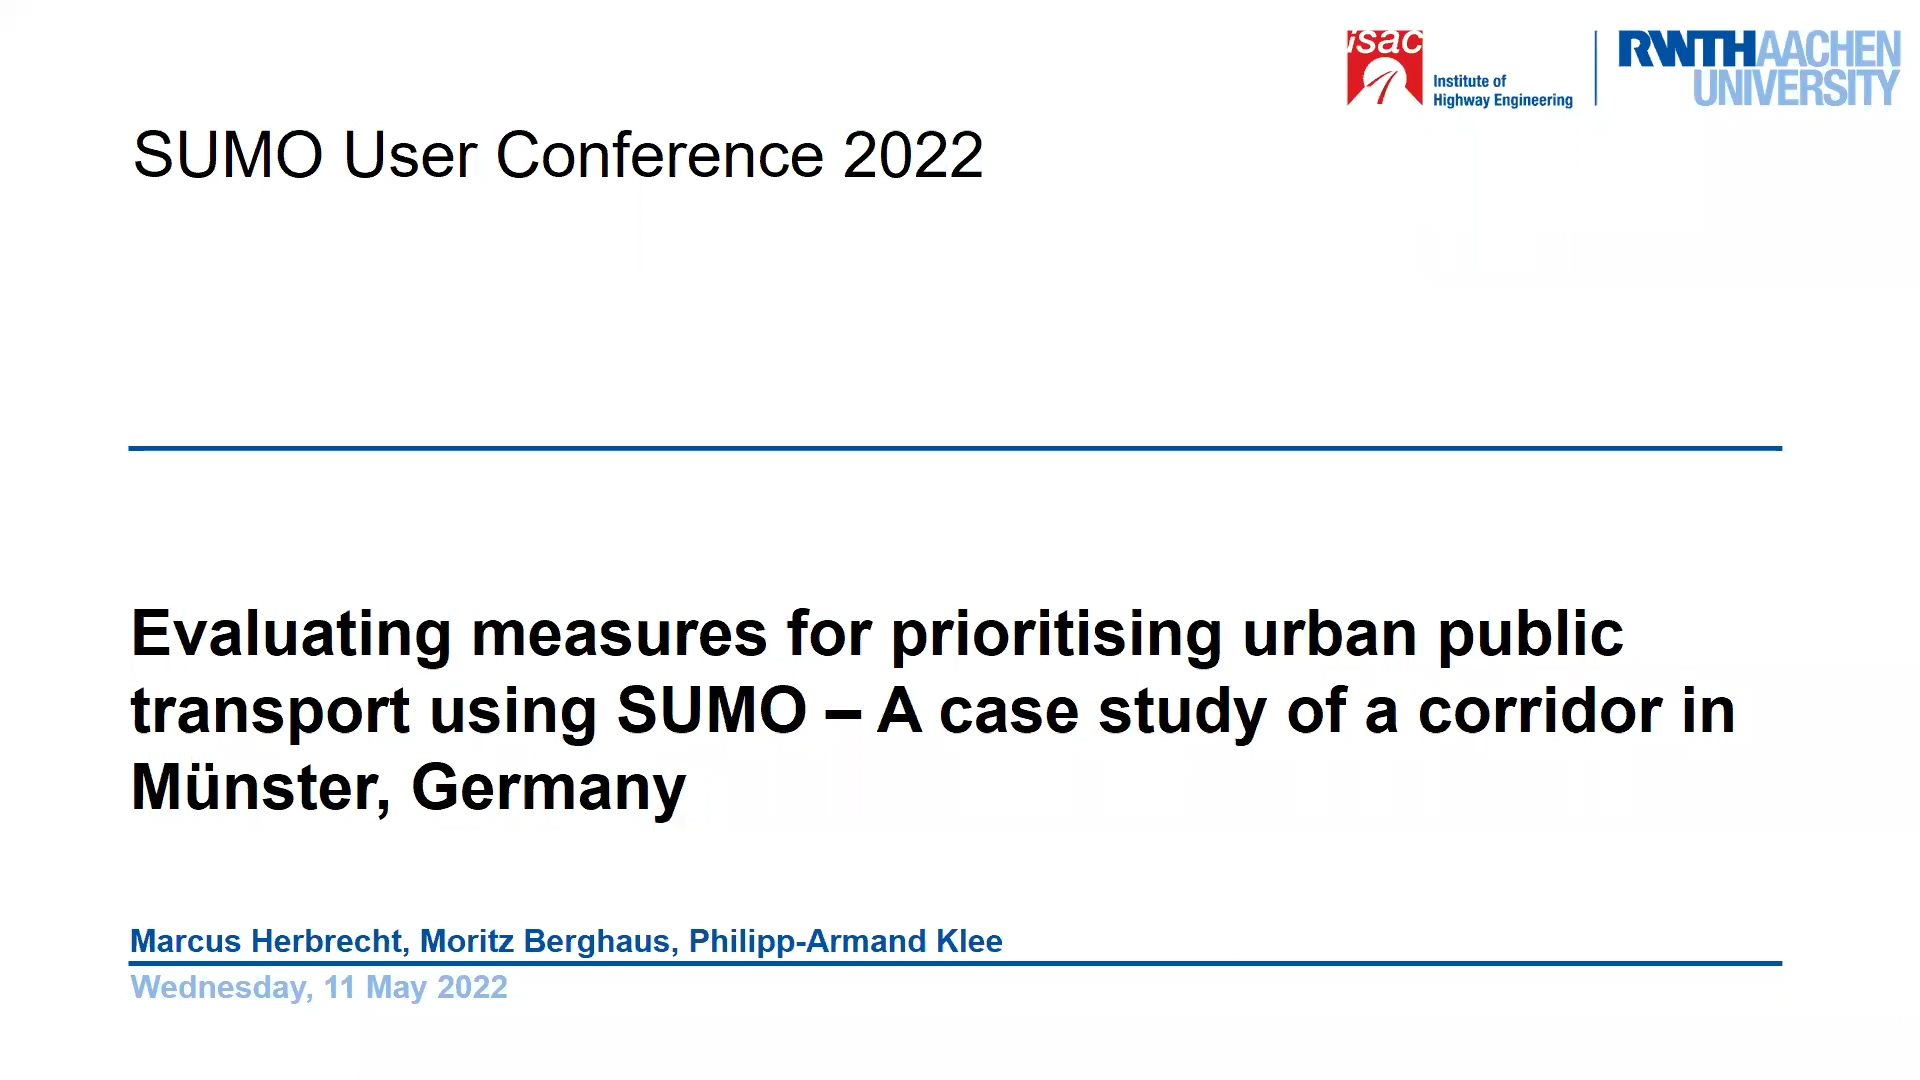 isac
Institute of
Highway Engineering
RWTHAACHEN
UNIVERSITY
SUMO User Conference 2022
Evaluating measures for prioritising urban public
transport using SUMO – A case study of a corridor in
Münster, Germany
Marcus Herbrecht, Moritz Berghaus, Philipp-Armand Klee
Wednesday, 11 May 2022